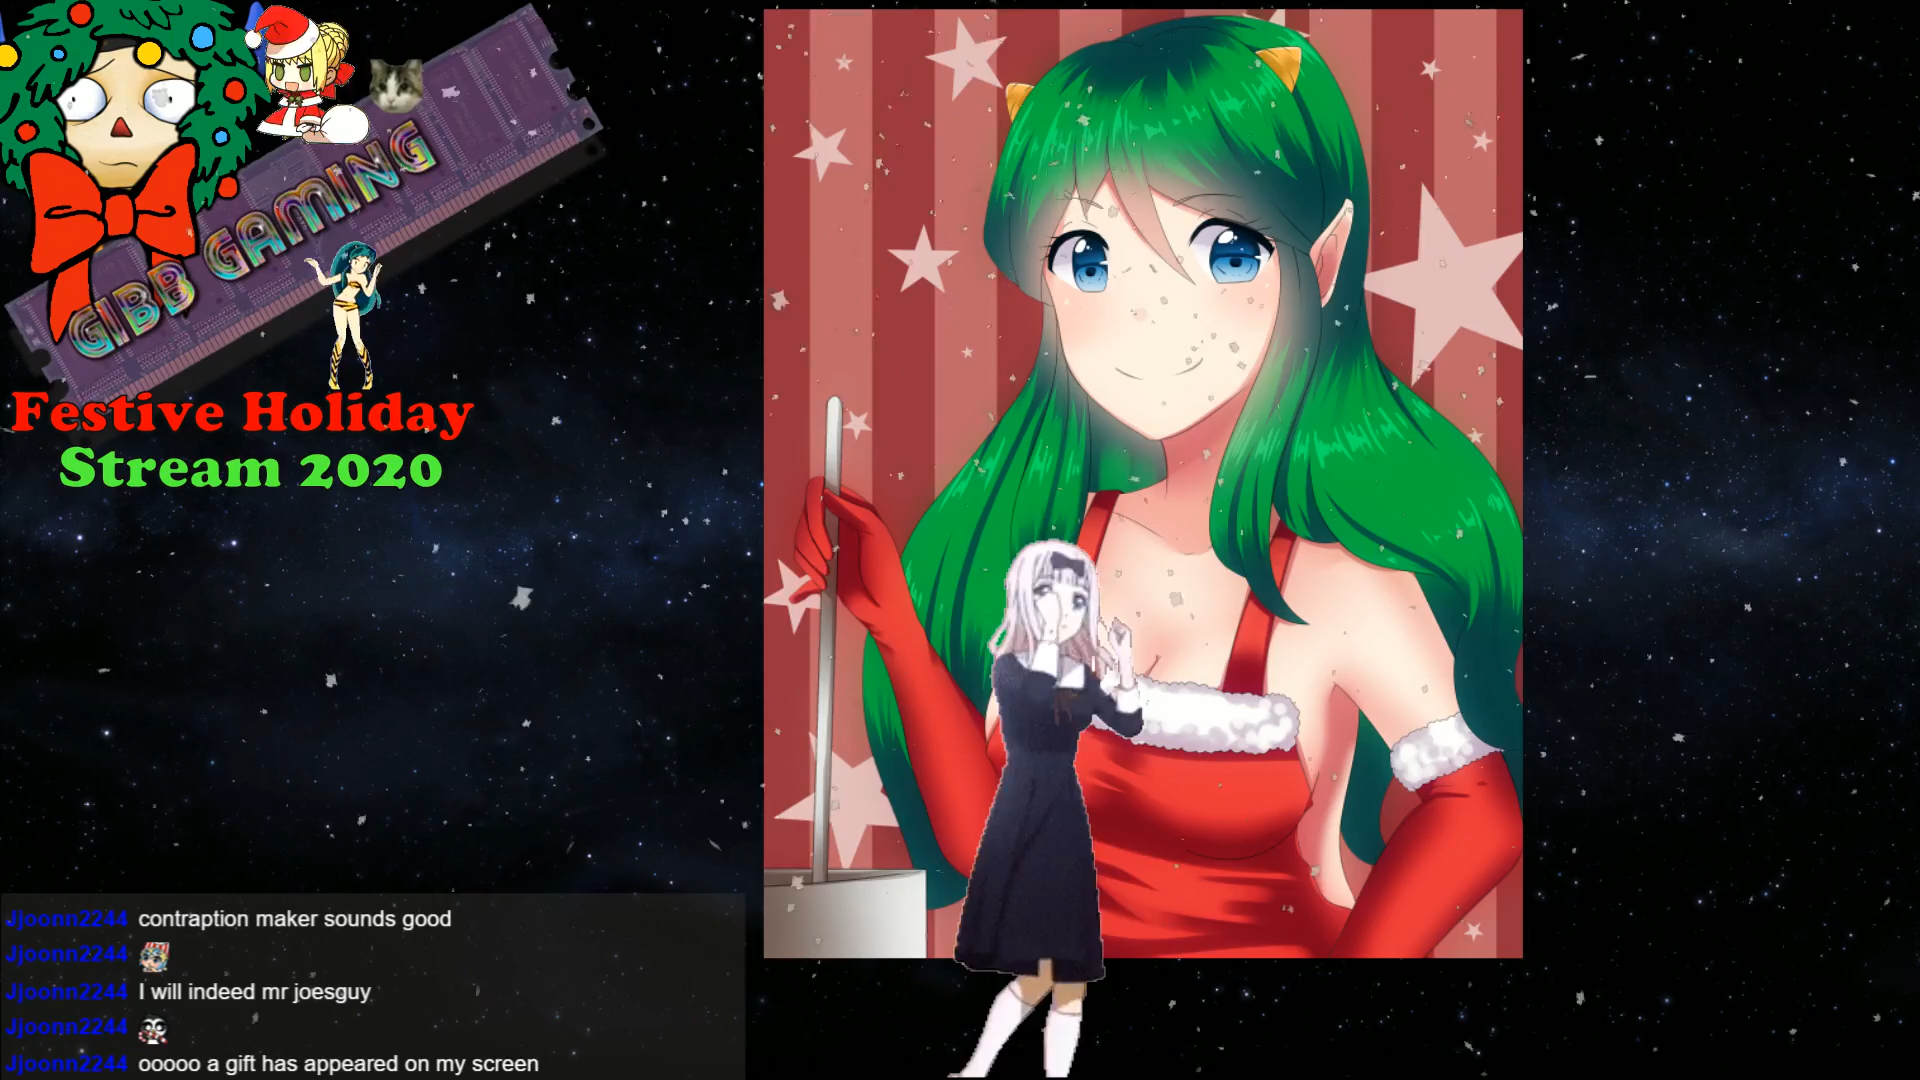 GIBB GAMING
Festive Holiday
Stream 2020
Jjoonn2244 contraption maker sounds good
Jjoonn2244
Jjoonn2244 I will indeed mr joesguy
Jjoonn2244
Jjoonn2244 ooooo a gift has appeared on my screen